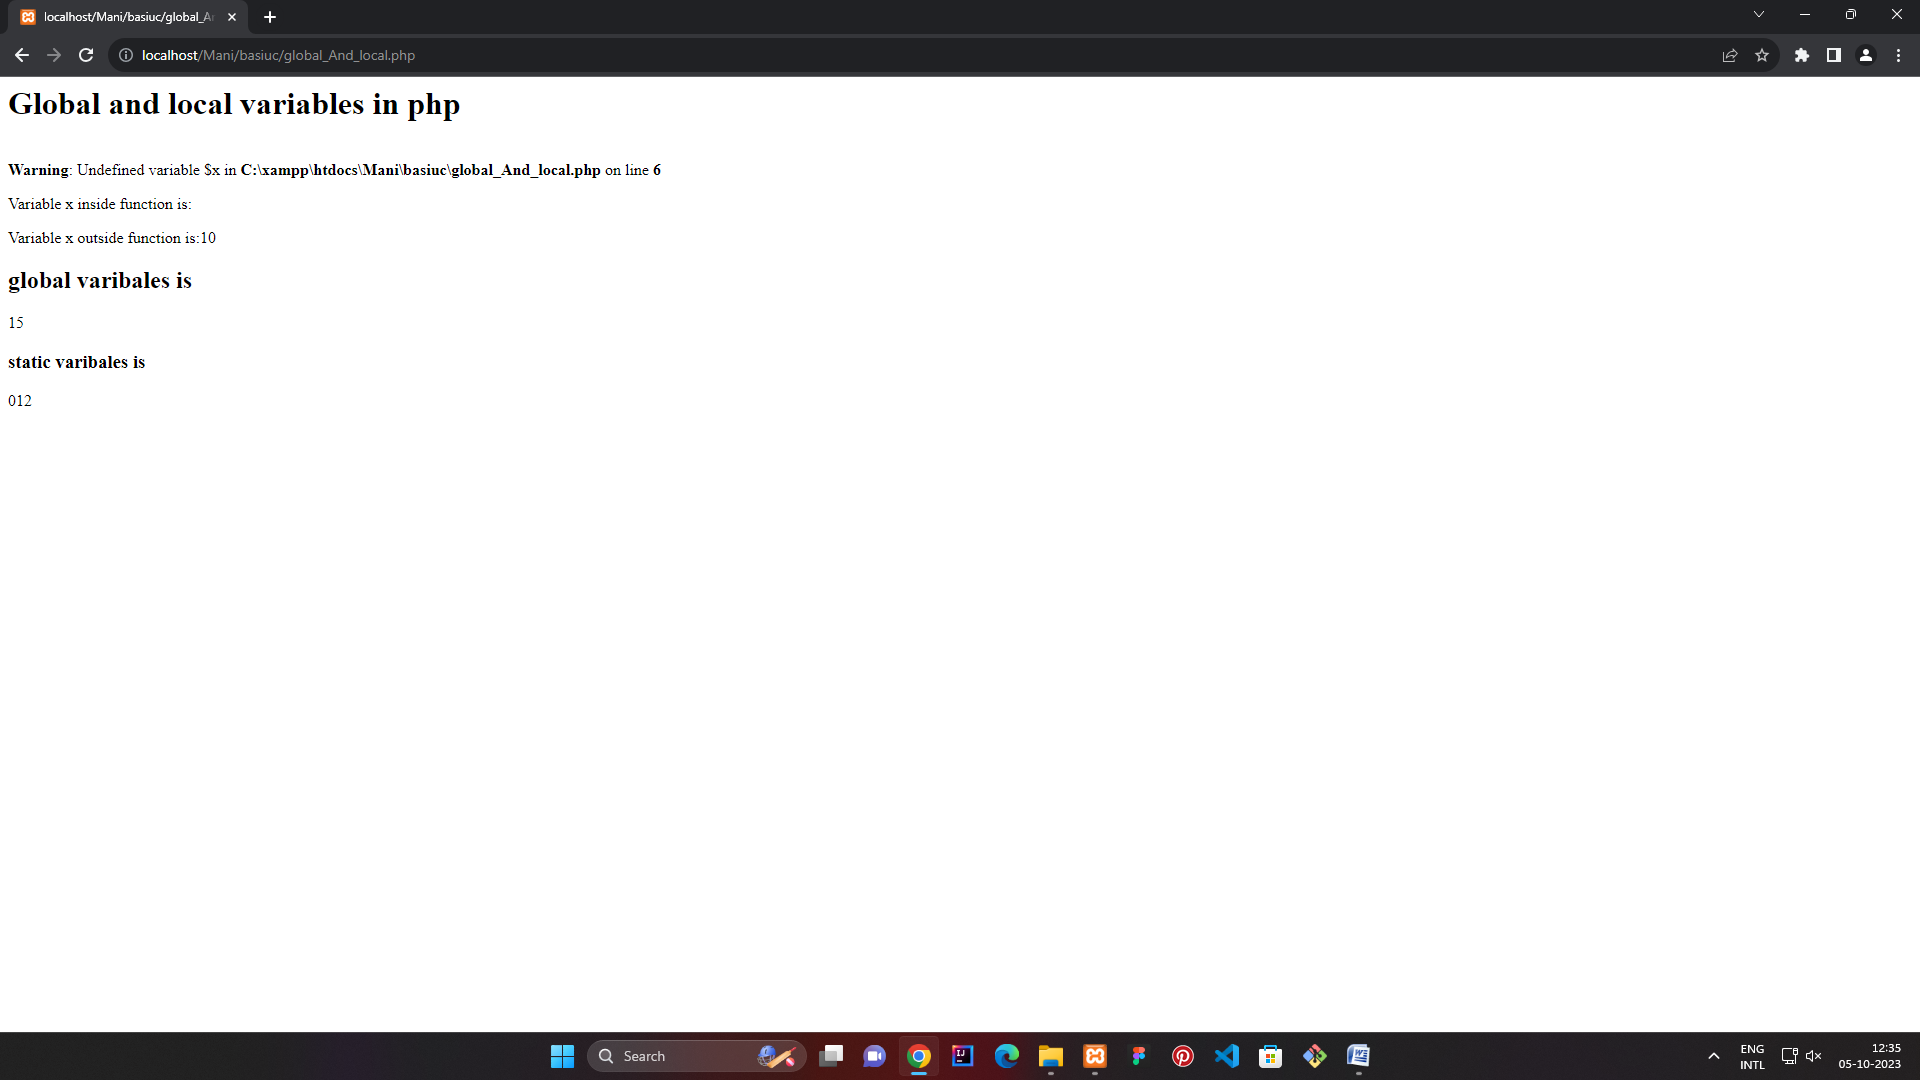 localhost/Mani/basiuc/global_A
localhost/Mani/basiuc/global_And_local.php
Global and local variables in php
Warning: Undefined variable $x in C:\xampp\htdocs\Mani\basiuc\global_And_local.php on line 6
Variable x inside function is:
Variable x outside function is:10
global varibales is
15
static varibales is
012
Search
ENG
INTL
12:35
05-10-2023